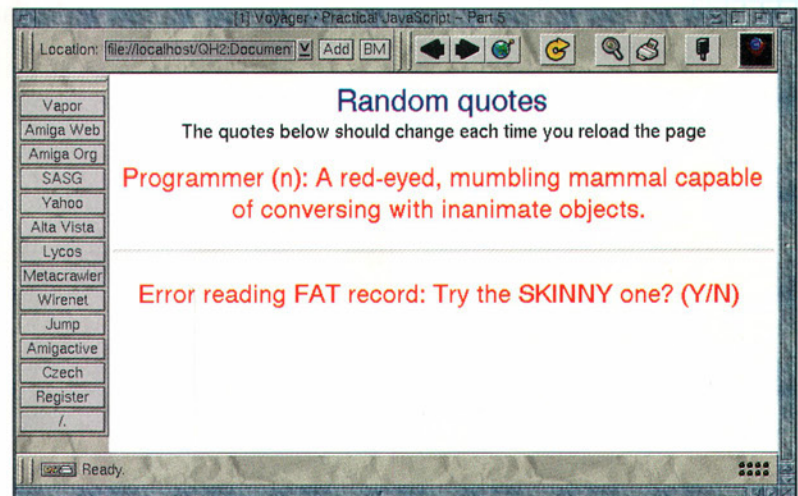 [1] Voyager • Practical JavaScript - Part 5
Location: file://localhost/QH2:Documen Add BM
Vapor
Amiga Web
Amiga Org
SASG
Yahoo
Alta Vista
Lycos
Metacrawler
Wirenet
Jump
Amigactive
Czech
Register
/.
Random quotes
The quotes below should change each time you reload the page
Programmer (n): A red-eyed, mumbling mammal capable
of conversing with inanimate objects.
Error reading FAT record: Try the SKINNY one? (Y/N)
Ready.